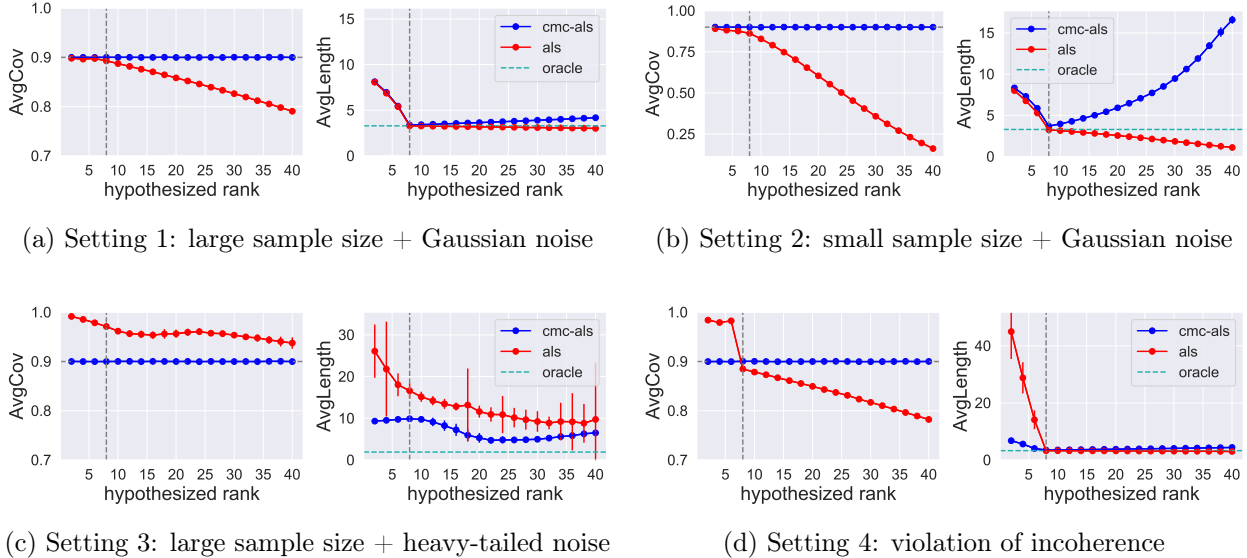 1.0
0.9
0.8
0.7
AvgCov
5 10 15 20 25 30 35 40
hypothesized rank
15
10
5
0
AvgLength
cmc-als
als
oracle
5 10 15 20 25 30 35 40
hypothesized rank
(a) Setting 1: large sample size + Gaussian noise
1.00
0.75
0.50
0.25
AvgCov
5 10 15 20 25 30 35 40
hypothesized rank
15
10
5
0
AvgLength
cmc-als
als
oracle
5 10 15 20 25 30 35 40
hypothesized rank
(b) Setting 2: small sample size + Gaussian noise
1.0
0.9
0.8
0.7
AvgCov
5 10 15 20 25 30 35 40
hypothesized rank
30
20
10
0
AvgLength
cmc-als
als
oracle
5 10 15 20 25 30 35 40
hypothesized rank
(c) Setting 3: large sample size + heavy-tailed noise
1.0
0.9
0.8
0.7
AvgCov
5 10 15 20 25 30 35 40
hypothesized rank
40
20
0
AvgLength
cmc-als
als
oracle
5 10 15 20 25 30 35 40
hypothesized rank
(d) Setting 4: violation of incoherence